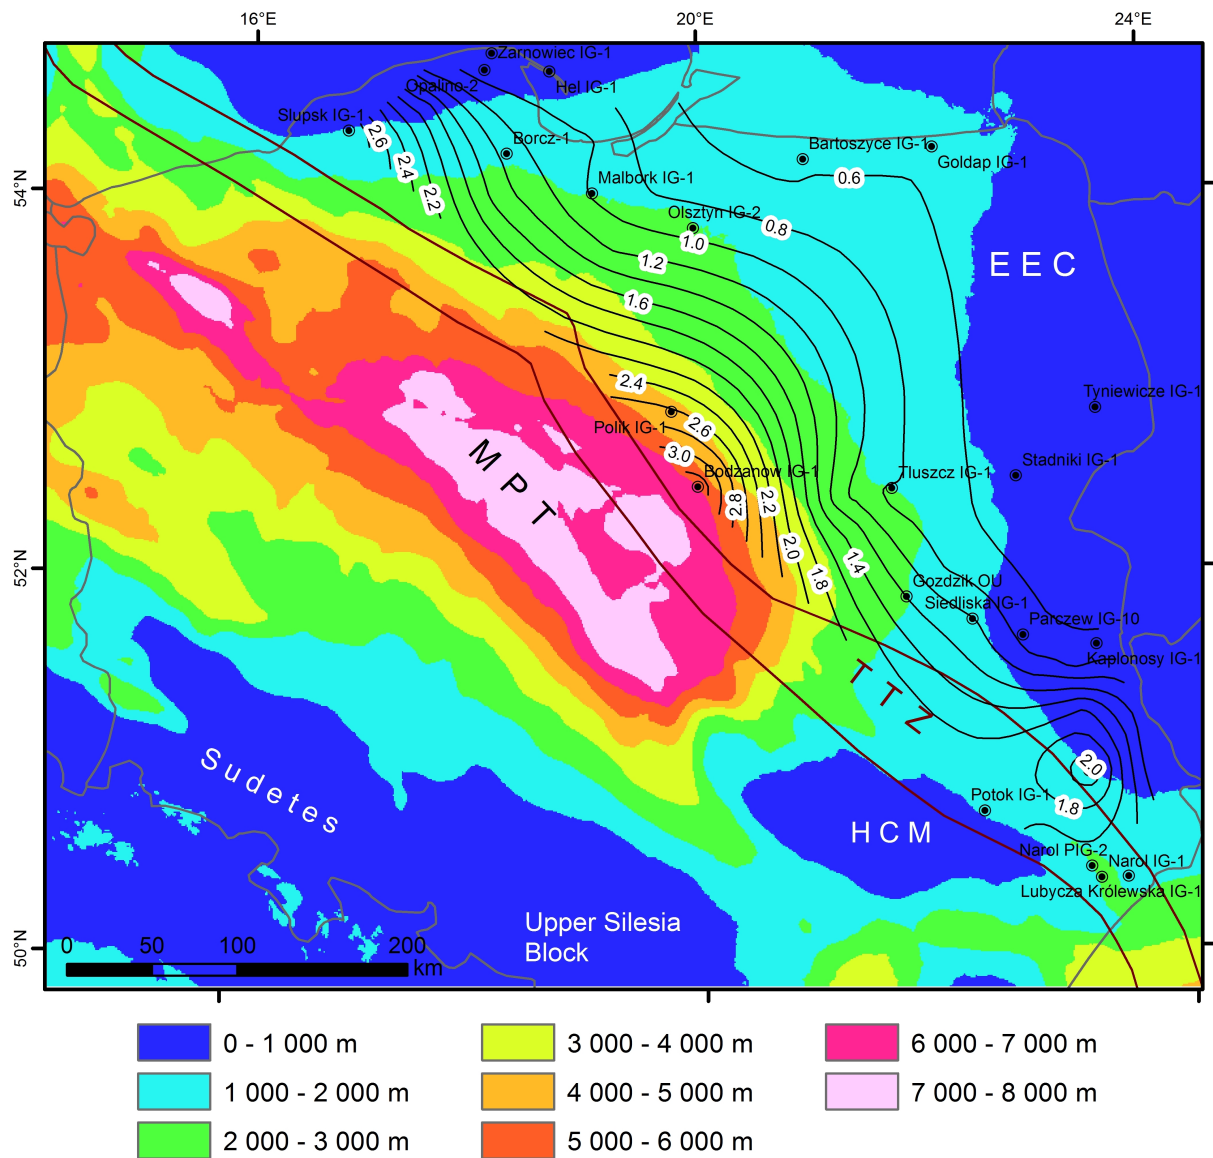 16°E
20°E
24°E
Zarnowiec IG-1
Opalino-2
Hel IG-1
Slupsk IG-1
2.6
Borcz-1
Bartoszyce IG-1
Goldap IG-1
2.4
Malbork IG-1
0.6
54°N
2.2
Olsztyn IG-2
0.8
1.0
1.2
EEC
1.6
2.4
Tyniewicze IG-1
Polik IG-1
2.6
3.0
MPT
Bodzanow IG-1
Tluszcz IG-1
Stadniki IG-1
2.8
2.2
2.0
1.4
52°N
1.8
Gozdzik OU
Siedliska IG-1
Parczew IG-10
Kaplonosy IG-1
TTZ
Sudetes
2.0
Potok IG-1
1.8
HCM
Narol PIG-2
Narol IG-1
Lubycza Królewska IG-1
Upper Silesia
Block
50°N
0 50 100 200
km
0 - 1 000 m
1 000 - 2 000 m
2 000 - 3 000 m
3 000 - 4 000 m
4 000 - 5 000 m
5 000 - 6 000 m
6 000 - 7 000 m
7 000 - 8 000 m